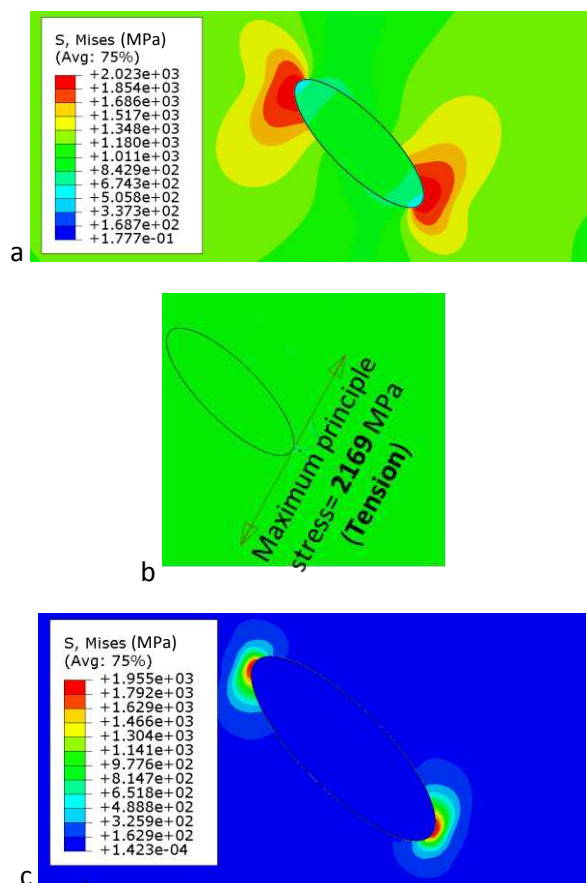 S, Mises (MPa)
(Avg: 75%)
+2.023e+03
+1.854e+03
+1.686e+03
+1.517e+03
+1.348e+03
+1.180e+03
+1.011e+03
+8.429e+02
+6.743e+02
+5.058e+02
+3.373e+02
+1.687e+02
+1.777e-01
a
Maximum principle
stress= 2169 MPa
(Tension)
b
S, Mises (MPa)
(Avg: 75%)
+1.955e+03
+1.792e+03
+1.629e+03
+1.466e+03
+1.304e+03
+1.141e+03
+9.776e+02
+8.147e+02
+6.518e+02
+4.888e+02
+3.259e+02
+1.629e+02
+1.423e-04
c